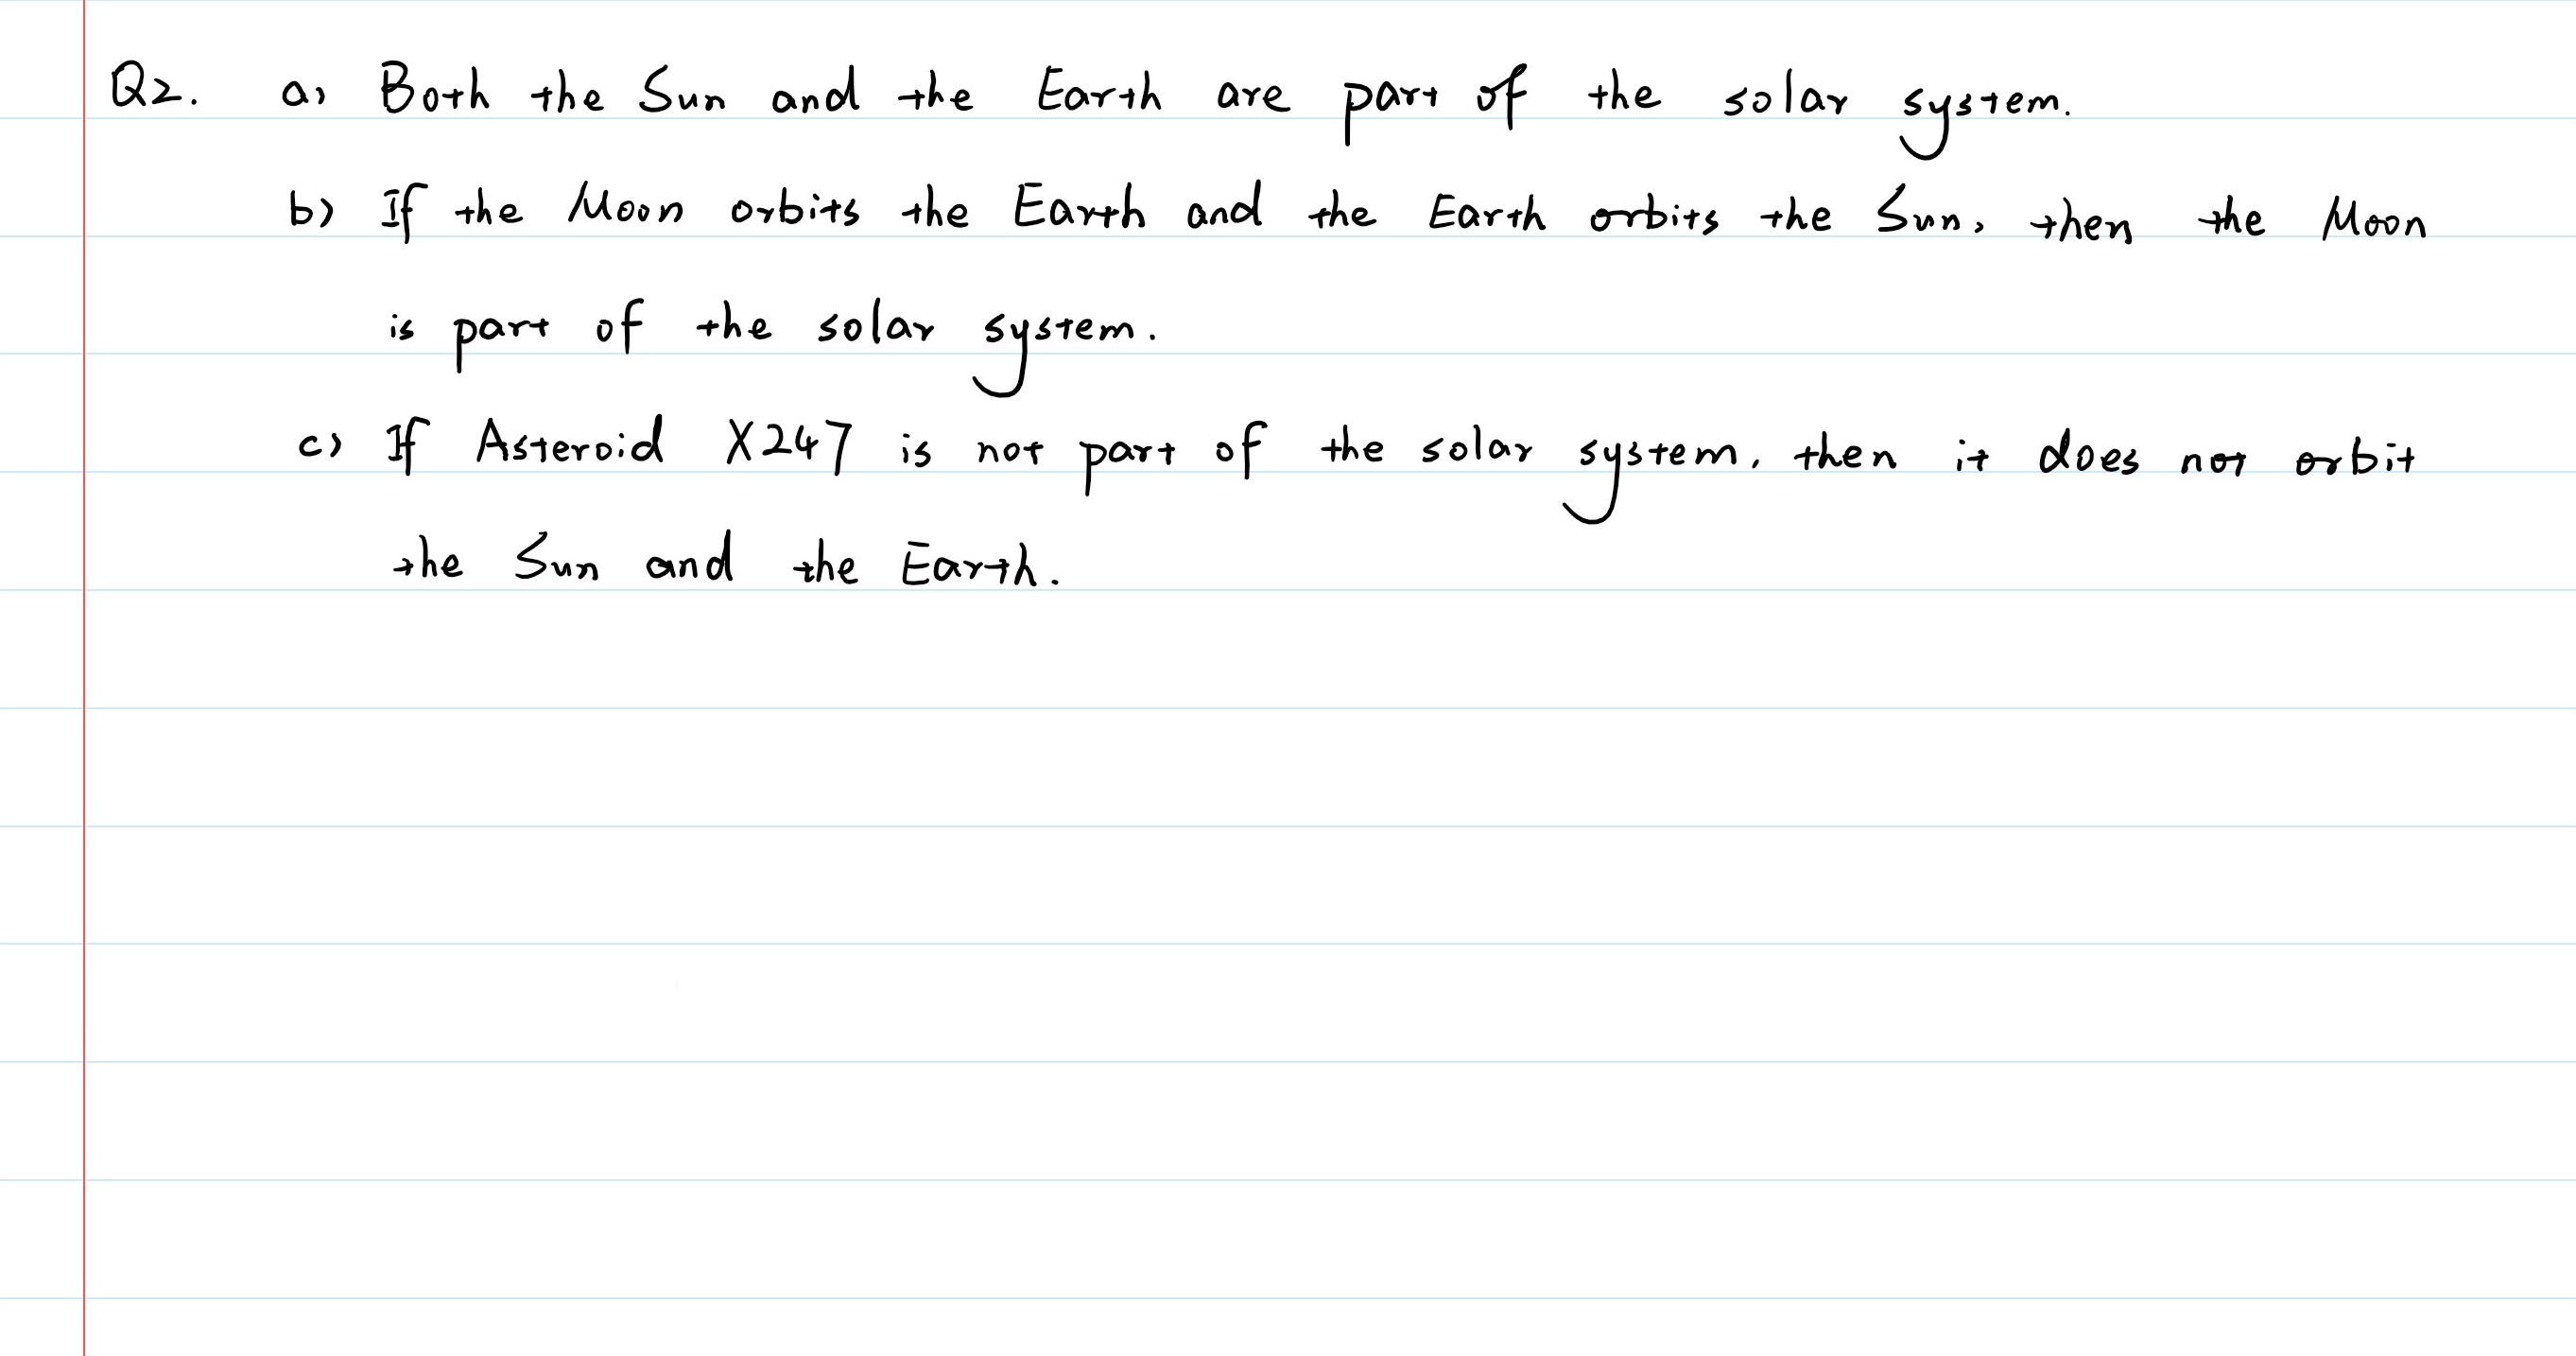 Q2. a) Both the Sun and the Earth are part of the solar system.
b) If the Moon orbits the Earth and the Earth orbits the Sun, then the Moon
is part of the solar system.
c) If Asteroid X247 is not part of the solar system, then it does not orbit
the Sun and the Earth.